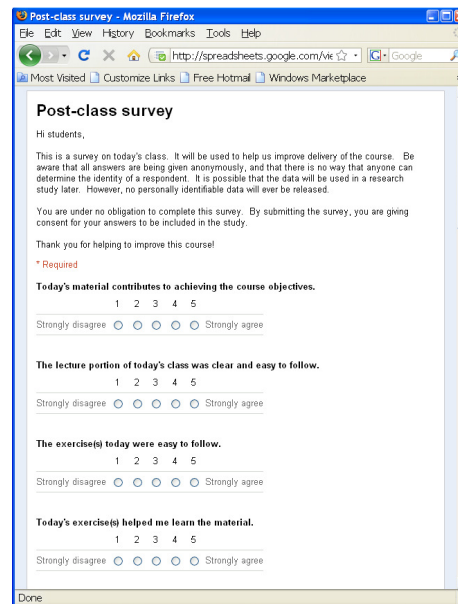 Post-class survey - Mozilla Firefox
File Edit View History Bookmarks Tools Help
http://spreadsheets.google.com/vie Google
Most Visited Customize Links Free Hotmail Windows Marketplace
Post-class survey
Hi students,
This is a survey on today's class. It will be used to help us improve delivery of the course. Be
aware that all answers are being given anonymously, and that there is no way that anyone can
determine the identity of a respondent. It is possible that the data will be used in a research
study later. However, no personally identifiable data will ever be released.
You are under no obligation to complete this survey. By submitting the survey, you are giving
consent for your answers to be included in the study.
Thank you for helping to improve this course!
* Required
Today's material contributes to achieving the course objectives.
1 2 3 4 5
Strongly disagree Strongly agree
The lecture portion of today's class was clear and easy to follow.
1 2 3 4 5
Strongly disagree Strongly agree
The exercise(s) today were easy to follow.
1 2 3 4 5
Strongly disagree Strongly agree
Today's exercise(s) helped me learn the material.
1 2 3 4 5
Strongly disagree Strongly agree
Done